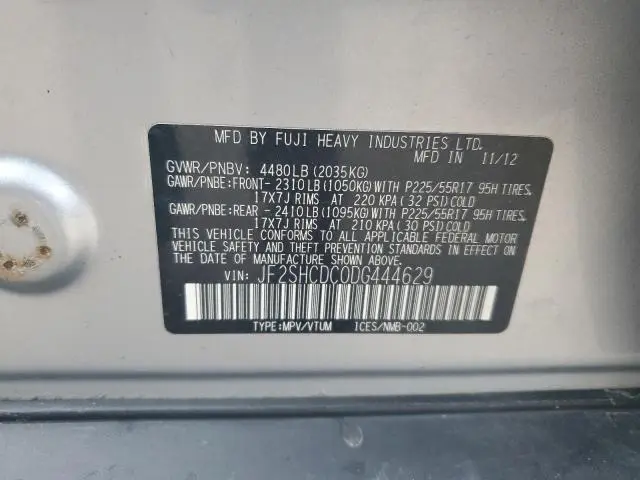 MFD BY FUJI HEAVY INDUSTRIES LTD.
MFD IN 11/12
GVWR/PNBV: 4480LB (2035KG)
GAWR/PNBE:FRONT- 2310LB(1050KG)WITH P225/55R17 95H TIRES,
17X7J RIMS AT 220 KPA( 32 PSI)COLD
GAWR/PNBE:REAR - 2410LB(1095KG)WITH P225/55R17 95H TIRES,
17X7J RIMS AT 210 KPA( 30 PSI)COLD
THIS VEHICLE CONFORMS TO ALL APPLICABLE FEDERAL MOTOR
VEHICLE SAFETY AND THEFT PREVENTION STANDARDS IN EFFECT ON
THE DATE OF MANUFACTURE SHOWN ABOVE.
VIN: JF2SHCDC0DG444629
TYPE:MPV/VTUM ICES/NMB-002